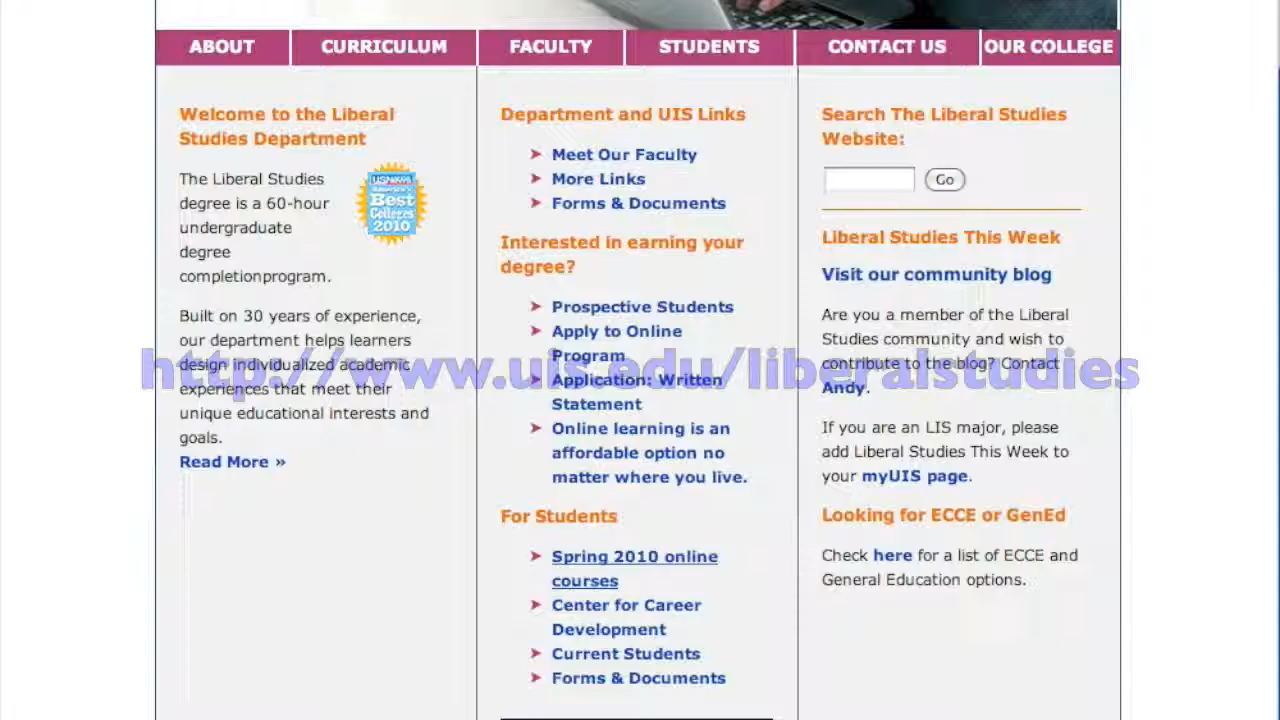 ABOUT
CURRICULUM
FACULTY
STUDENTS
CONTACT US
OUR COLLEGE
Welcome to the Liberal
Studies Department
The Liberal Studies
degree is a 60-hour
undergraduate
degree
completionprogram.
Best
Colleges
2010
Built on 30 years of experience,
our department helps learners
design individualized academic
experiences that meet their
unique educational interests and
goals.
Read More »
Department and UIS Links
Meet Our Faculty
More Links
Forms & Documents
Interested in earning your
degree?
Prospective Students
Apply to Online
Program
Application: Written
Statement
Online learning is an
affordable option no
matter where you live.
For Students
Spring 2010 online
courses
Center for Career
Development
Current Students
Forms & Documents
Search The Liberal Studies
Website:
Go
Liberal Studies This Week
Visit our community blog
Are you a member of the Liberal
Studies community and wish to
contribute to the blog? Contact
Andy.
If you are an LIS major, please
add Liberal Studies This Week to
your myUIS page.
Looking for ECCE or GenEd
Check here for a list of ECCE and
General Education options.
http://www.uis.edu/liberalstudies